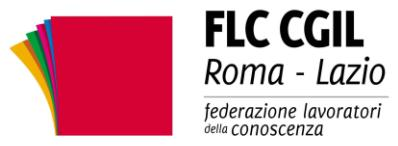 FLC CGIL
Roma - Lazio
federazione lavoratori
della CONOSCENZA